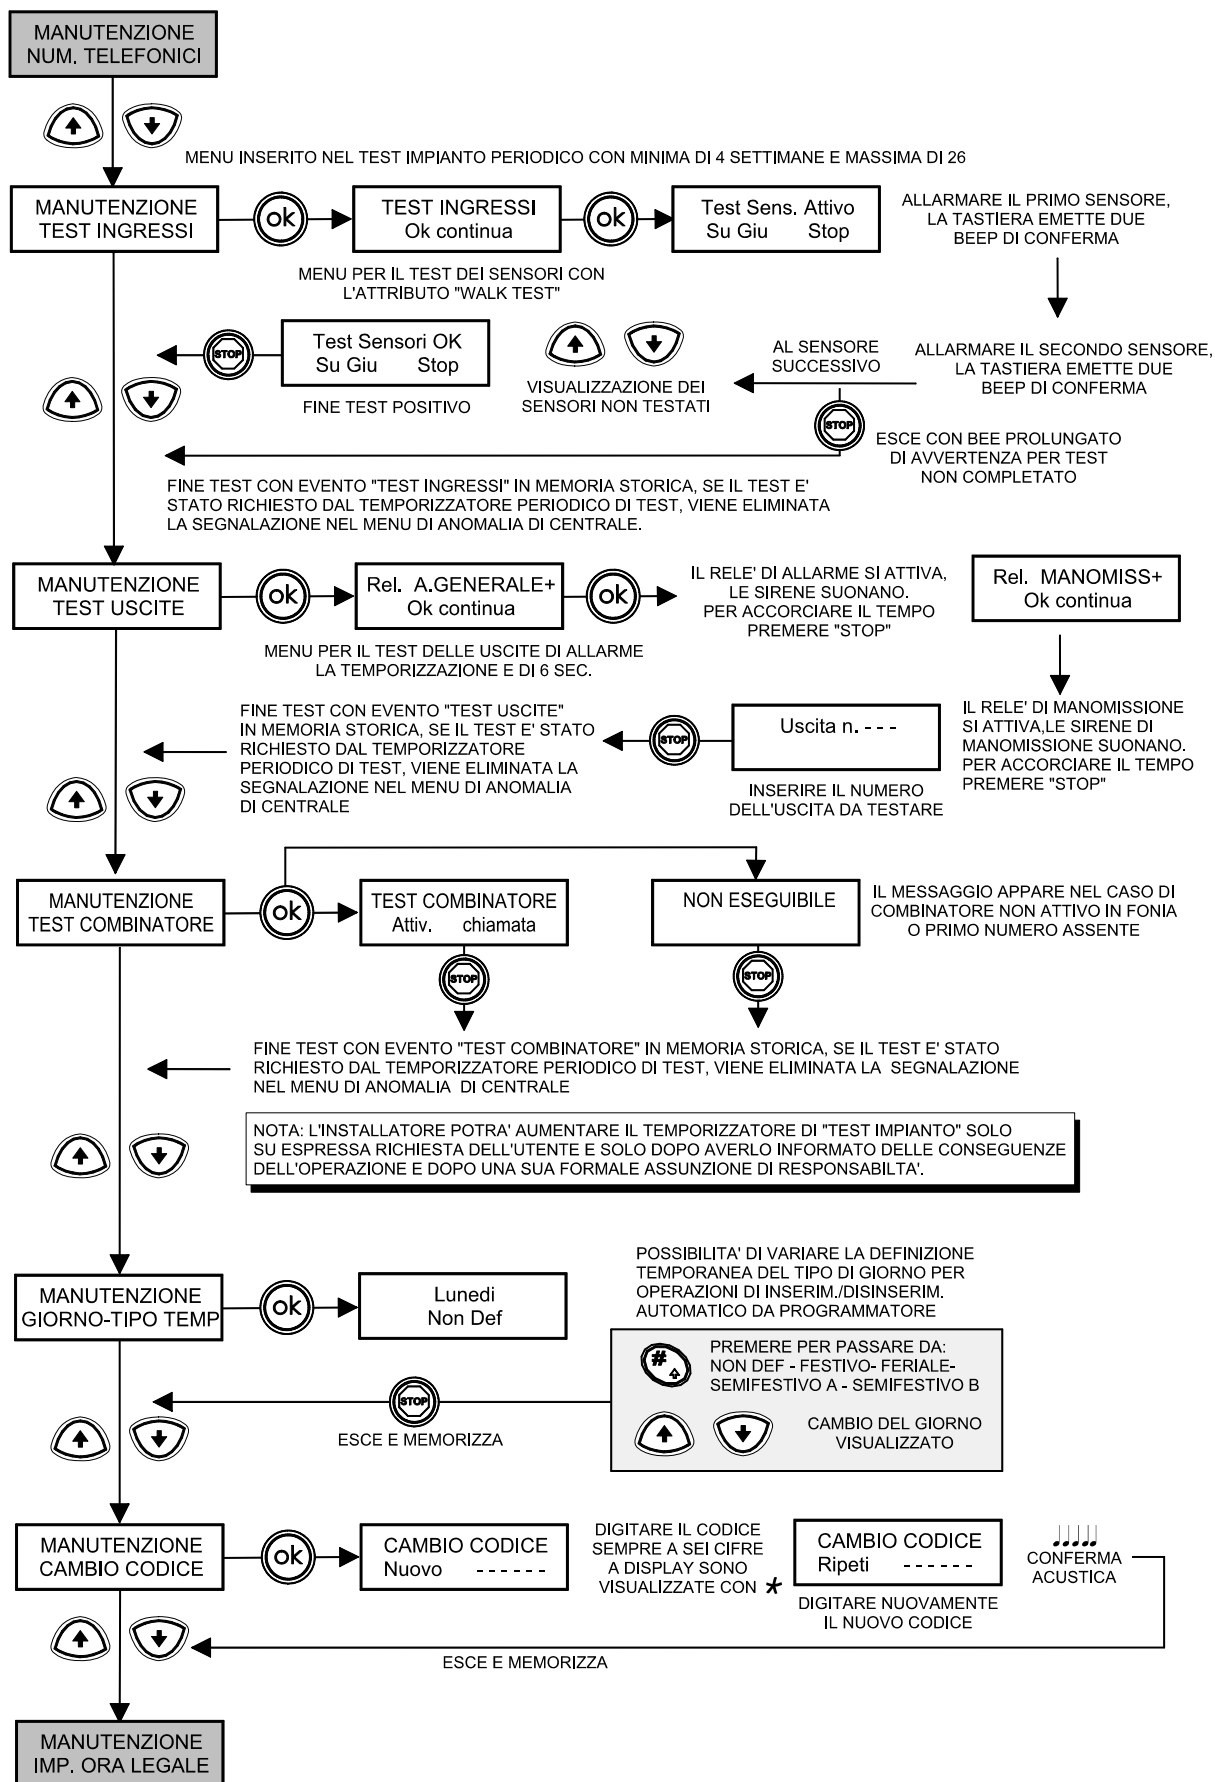 MANUTENZIONE
NUM. TELEFONICI
MENU INSERITO NEL TEST IMPIANTO PERIODICO CON MINIMA DI 4 SETTIMANE E MASSIMA DI 26
MANUTENZIONE
TEST INGRESSI
ok
TEST INGRESSI
Ok continua
ok
Test Sens. Attivo
Su Giu Stop
ALLARMARE IL PRIMO SENSORE,
LA TASTIERA EMETTE DUE
BEEP DI CONFERMA
MENU PER IL TEST DEI SENSORI CON
L'ATTRIBUTO "WALK TEST"
STOP
Test Sensori OK
Su Giu Stop
FINE TEST POSITIVO
VISUALIZZAZIONE DEI
SENSORI NON TESTATI
AL SENSORE
SUCCESSIVO
ALLARMARE IL SECONDO SENSORE,
LA TASTIERA EMETTE DUE
BEEP DI CONFERMA
STOP
ESCE CON BEE PROLUNGATO
DI AVVERTENZA PER TEST
NON COMPLETATO
FINE TEST CON EVENTO "TEST INGRESSI" IN MEMORIA STORICA, SE IL TEST E'
STATO RICHIESTO DAL TEMPORIZZATORE PERIODICO DI TEST, VIENE ELIMINATA
LA SEGNALAZIONE NEL MENU DI ANOMALIA DI CENTRALE.
MANUTENZIONE
TEST USCITE
ok
Rel. A.GENERALE+
Ok continua
ok
IL RELE' DI ALLARME SI ATTIVA,
LE SIRENE SUONANO.
PER ACCORCIARE IL TEMPO
PREMERE "STOP"
Rel. MANOMISS+
Ok continua
MENU PER IL TEST DELLE USCITE DI ALLARME
LA TEMPORIZZAZIONE E DI 6 SEC.
FINE TEST CON EVENTO "TEST USCITE"
IN MEMORIA STORICA, SE IL TEST E' STATO
RICHIESTO DAL TEMPORIZZATORE
PERIODICO DI TEST, VIENE ELIMINATA LA
SEGNALAZIONE NEL MENU DI ANOMALIA
DI CENTRALE
STOP
Uscita n. - - -
INSERIRE IL NUMERO
DELL'USCITA DA TESTARE
IL RELE' DI MANOMISSIONE
SI ATTIVA,LE SIRENE DI
MANOMISSIONE SUONANO.
PER ACCORCIARE IL TEMPO
PREMERE "STOP"
MANUTENZIONE
TEST COMBINATORE
ok
TEST COMBINATORE
Attiv. chiamata
NON ESEGUIBILE
IL MESSAGGIO APPARE NEL CASO DI
COMBINATORE NON ATTIVO IN FONIA
O PRIMO NUMERO ASSENTE
STOP
STOP
FINE TEST CON EVENTO "TEST COMBINATORE" IN MEMORIA STORICA, SE IL TEST E' STATO
RICHIESTO DAL TEMPORIZZATORE PERIODICO DI TEST, VIENE ELIMINATA LA SEGNALAZIONE
NEL MENU DI ANOMALIA DI CENTRALE
NOTA: L'INSTALLATORE POTRA' AUMENTARE IL TEMPORIZZATORE DI "TEST IMPIANTO" SOLO
SU ESPRESSA RICHIESTA DELL'UTENTE E SOLO DOPO AVERLO INFORMATO DELLE CONSEGUENZE
DELL'OPERAZIONE E DOPO UNA SUA FORMALE ASSUNZIONE DI RESPONSABILTA'.
POSSIBILITA' DI VARIARE LA DEFINIZIONE
TEMPORANEA DEL TIPO DI GIORNO PER
OPERAZIONI DI INSERIM./DISINSERIM.
AUTOMATICO DA PROGRAMMATORE
MANUTENZIONE
GIORNO-TIPO TEMP
ok
Lunedi
Non Def
#
PREMERE PER PASSARE DA:
NON DEF - FESTIVO- FERIALE-
SEMIFESTIVO A - SEMIFESTIVO B
CAMBIO DEL GIORNO
VISUALIZZATO
STOP
ESCE E MEMORIZZA
MANUTENZIONE
CAMBIO CODICE
ok
CAMBIO CODICE
Nuovo - - - - - -
DIGITARE IL CODICE
SEMPRE A SEI CIFRE
A DISPLAY SONO
VISUALIZZATE CON *
CAMBIO CODICE
Ripeti - - - - - -
DIGITARE NUOVAMENTE
IL NUOVO CODICE
CONFERMA
ACUSTICA
ESCE E MEMORIZZA
MANUTENZIONE
IMP. ORA LEGALE